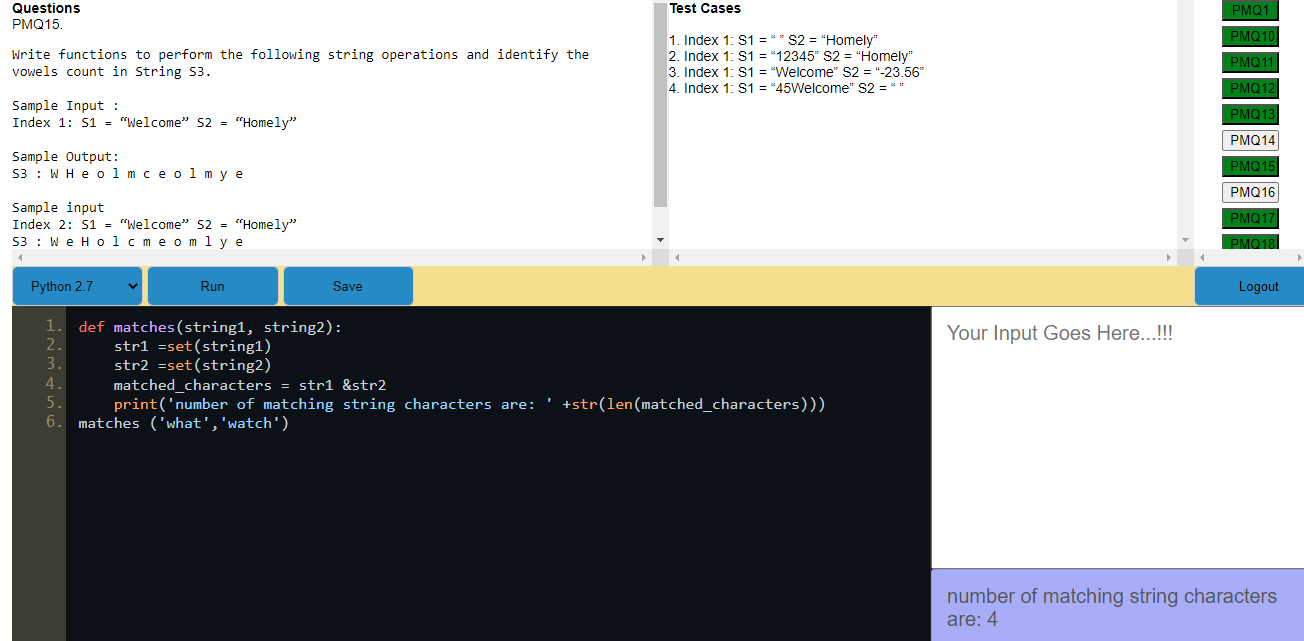 Questions
PMQ15.
Write functions to perform the following string operations and identify the
vowels count in String S3.
Sample Input :
Index 1: S1 = “Welcome” S2 = “Homely”
Sample Output:
S3 : W H e o l m c e o l m y e
Sample input
Index 2: S1 = “Welcome” S2 = “Homely”
S3 : W e H o l c m e o m l y e
Test Cases
1. Index 1: S1 = “ ” S2 = “Homely”
2. Index 1: S1 = “12345” S2 = “Homely”
3. Index 1: S1 = “Welcome” S2 = “-23.56”
4. Index 1: S1 = “45Welcome” S2 = “ ”
PMQ1
PMQ10
PMQ11
PMQ12
PMQ13
PMQ14
PMQ15
PMQ16
PMQ17
PMQ18
Python 2.7
Run
Save
Logout
1. def matches(string1, string2):
2.     str1 =set(string1)
3.     str2 =set(string2)
4.     matched_characters = str1 &str2
5.     print('number of matching string characters are: ' +str(len(matched_characters)))
6. matches ('what','watch')
Your Input Goes Here...!!!
number of matching string characters
are: 4